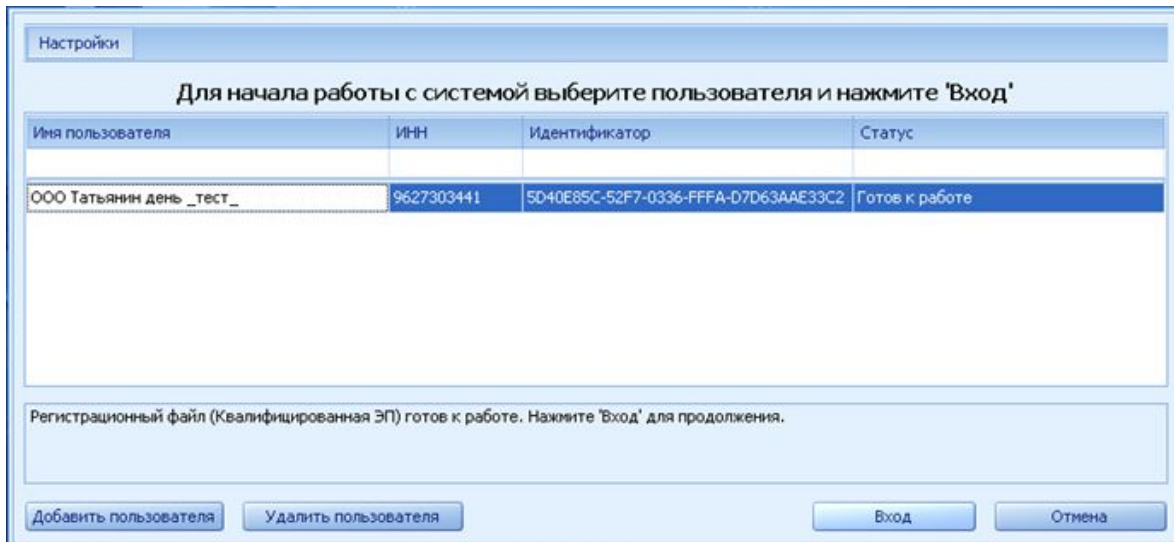 Настройки
Для начала работы с системой выберите пользователя и нажмите 'Вход'
Имя пользователя ИНН Идентификатор Статус
ООО Татьянин день _тест_ 9627303441 5D40E85C-52F7-0336-FFFA-D7D63AAE33C2 Готов к работе
Регистрационный файл (Квалифицированная ЭП) готов к работе. Нажмите 'Вход' для продолжения.
Добавить пользователя Удалить пользователя Вход Отмена